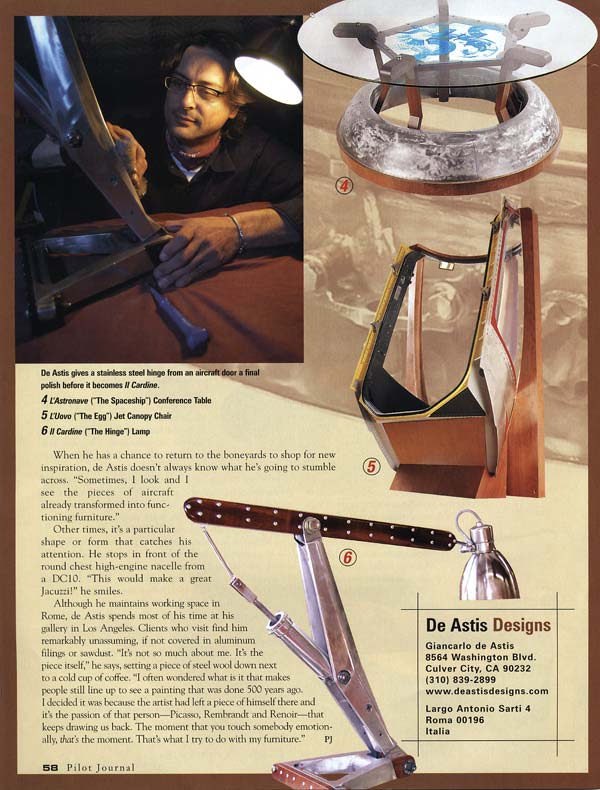 4
5
De Astis gives a stainless steel hinge from an aircraft door a final
polish before it becomes Il Cardine.
4 L'Astronave ("The Spaceship") Conference Table
5 L'Uovo ("The Egg") Jet Canopy Chair
6 Il Cardine ("The Hinge") Lamp
When he has a chance to return to the boneyards to shop for new
inspiration, de Astis doesn't always know what he's going to stumble
across. "Sometimes, I look and I
see the pieces of aircraft
already transformed into func-
tioning furniture."
Other times, it's a particular
shape or form that catches his
attention. He stops in front of the
round chest high-engine nacelle from
a DC10. "This would make a great
Jacuzzi!" he smiles.
Although he maintains working space in
Rome, de Astis spends most of his time at his
gallery in Los Angeles. Clients who visit find him
remarkably unassuming, if not covered in aluminum
filings or sawdust. "It's not so much about me. It's the
piece itself," he says, setting a piece of steel wool down next
to a cold cup of coffee. "I often wondered what is it that makes
people still line up to see a painting that was done 500 years ago.
I decided it was because the artist had left a piece of himself there and
it's the passion of that person—Picasso, Rembrandt and Renoir—that
keeps drawing us back. The moment that you touch somebody emotion-
ally, that's the moment. That's what I try to do with my furniture." PJ
6
De Astis Designs
Giancarlo de Astis
8564 Washington Blvd.
Culver City, CA 90232
(310) 839-2899
www.deastisdesigns.com
Largo Antonio Sarti 4
Roma 00196
Italia
58 Pilot Journal